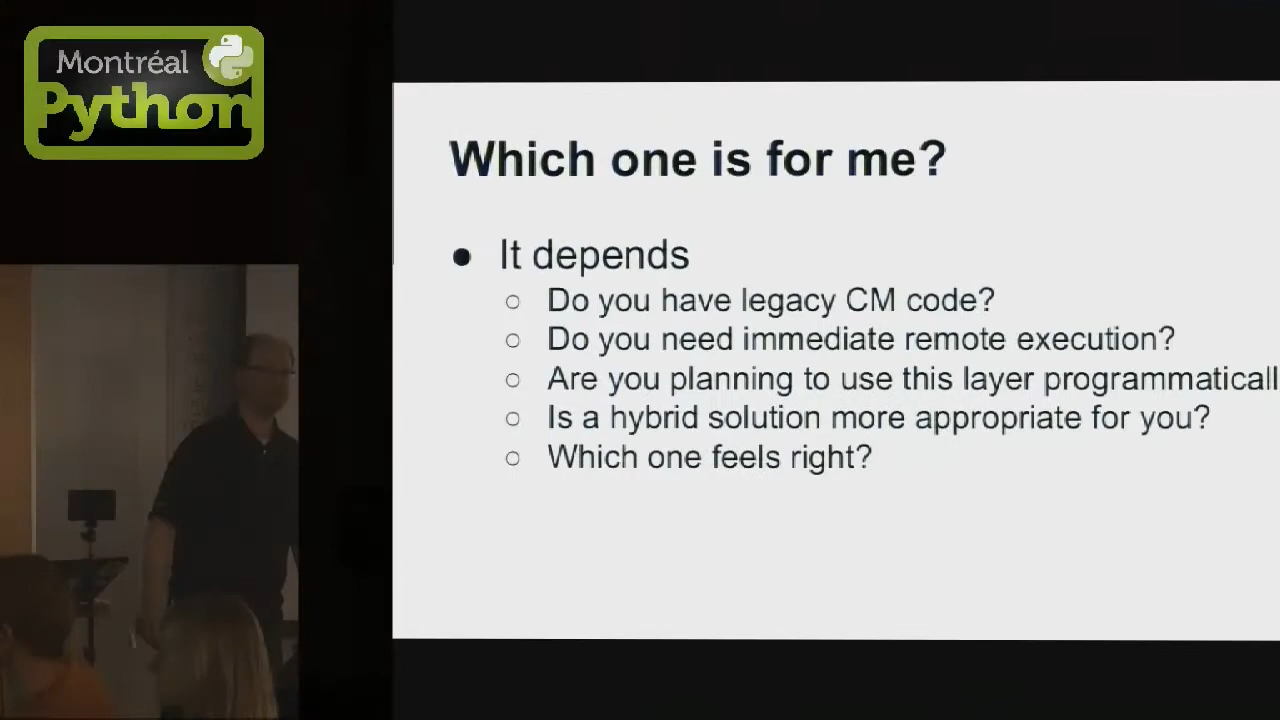 Montréal
Python
Which one is for me?
● It depends
○ Do you have legacy CM code?
○ Do you need immediate remote execution?
○ Are you planning to use this layer programmaticall
○ Is a hybrid solution more appropriate for you?
○ Which one feels right?